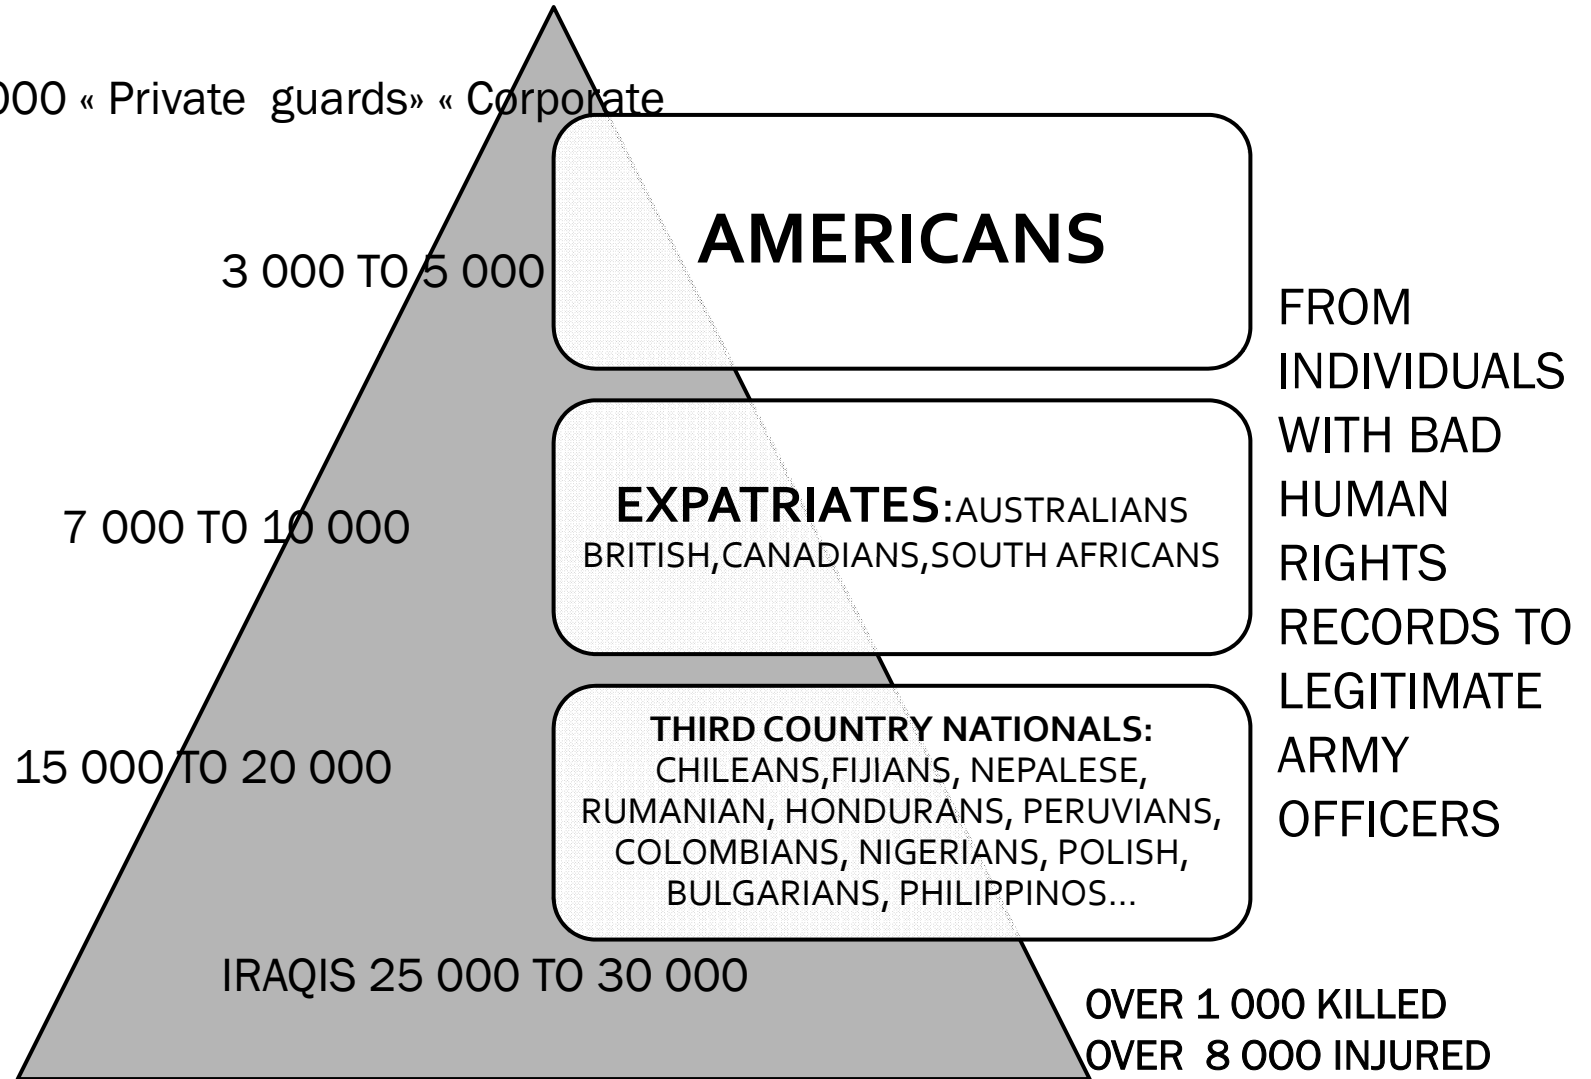 000 « Private guards» « Corporate
AMERICANS
3 000 TO 5 000
EXPATRIATES:AUSTRALIANS
BRITISH,CANADIANS,SOUTH AFRICANS
7 000 TO 10 000
THIRD COUNTRY NATIONALS:
CHILEANS,FIJIANS, NEPALESE,
RUMANIAN, HONDURANS, PERUVIANS,
COLOMBIANS, NIGERIANS, POLISH,
BULGARIANS, PHILIPPINOS...
15 000 TO 20 000
IRAQIS 25 000 TO 30 000
FROM
INDIVIDUALS
WITH BAD
HUMAN
RIGHTS
RECORDS TO
LEGITIMATE
ARMY
OFFICERS
OVER 1 000 KILLED
OVER 8 000 INJURED